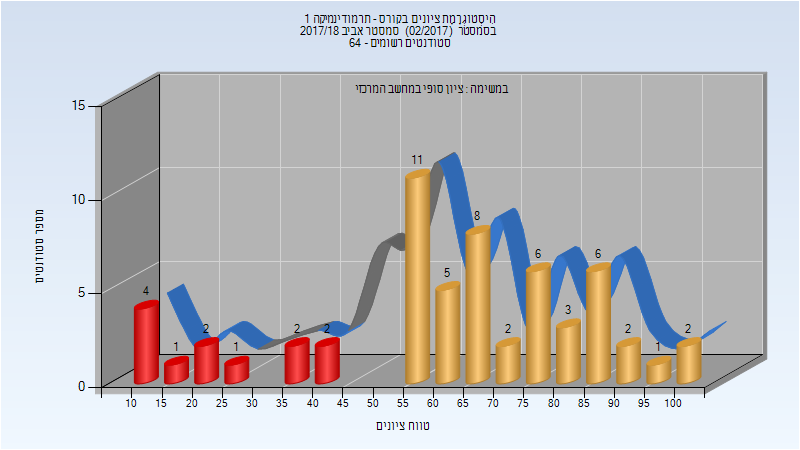 היסטוגרמת ציונים בקורס - תרמודינמיקה 1
בסמסטר (02/2017) סמסטר אביב 2017/18
סטודנטים רשומים - 64
במשימה : ציון סופי במחשב המרכזי
15
10
5
0
מספר סטודנטים
4
1
2
1
2
2
11
5
8
2
6
3
6
2
1
2
10 15 20 25 30 35 40 45 50 55 60 65 70 75 80 85 90 95 100
טווח ציונים